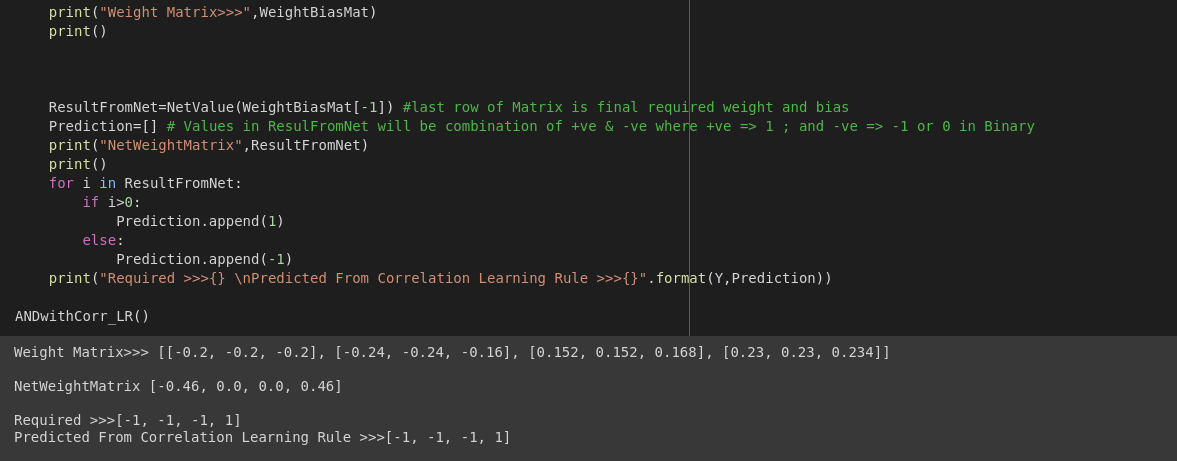 print("Weight Matrix>>>",WeightBiasMat)
print()
ResultFromNet=NetValue(WeightBiasMat[-1]) #last row of Matrix is final required weight and bias
Prediction=[] # Values in ResulFromNet will be combination of +ve & -ve where +ve => 1 ; and -ve => -1 or 0 in Binary
print("NetWeightMatrix",ResultFromNet)
print()
for i in ResultFromNet:
if i>0:
Prediction.append(1)
else:
Prediction.append(-1)
print("Required >>>{} \nPredicted From Correlation Learning Rule >>>{}".format(Y,Prediction))
ANDwithCorr_LR()
Weight Matrix>>> [[-0.2, -0.2, -0.2], [-0.24, -0.24, -0.16], [0.152, 0.152, 0.168], [0.23, 0.23, 0.234]]
NetWeightMatrix [-0.46, 0.0, 0.0, 0.46]
Required >>>[-1, -1, -1, 1]
Predicted From Correlation Learning Rule >>>[-1, -1, -1, 1]